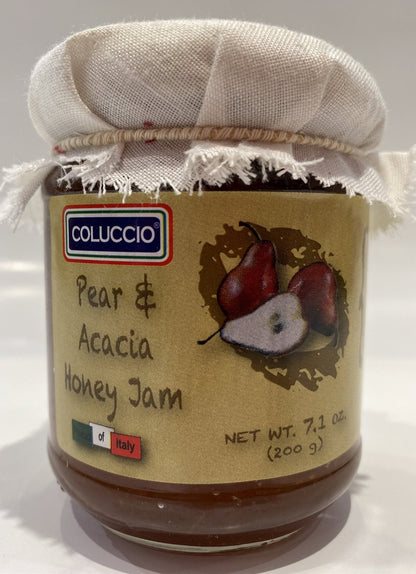 COLUCCIO®
Pear &
Acacia
Honey Jam
of Italy
NET WT. 7.1 oz.
(200 g)